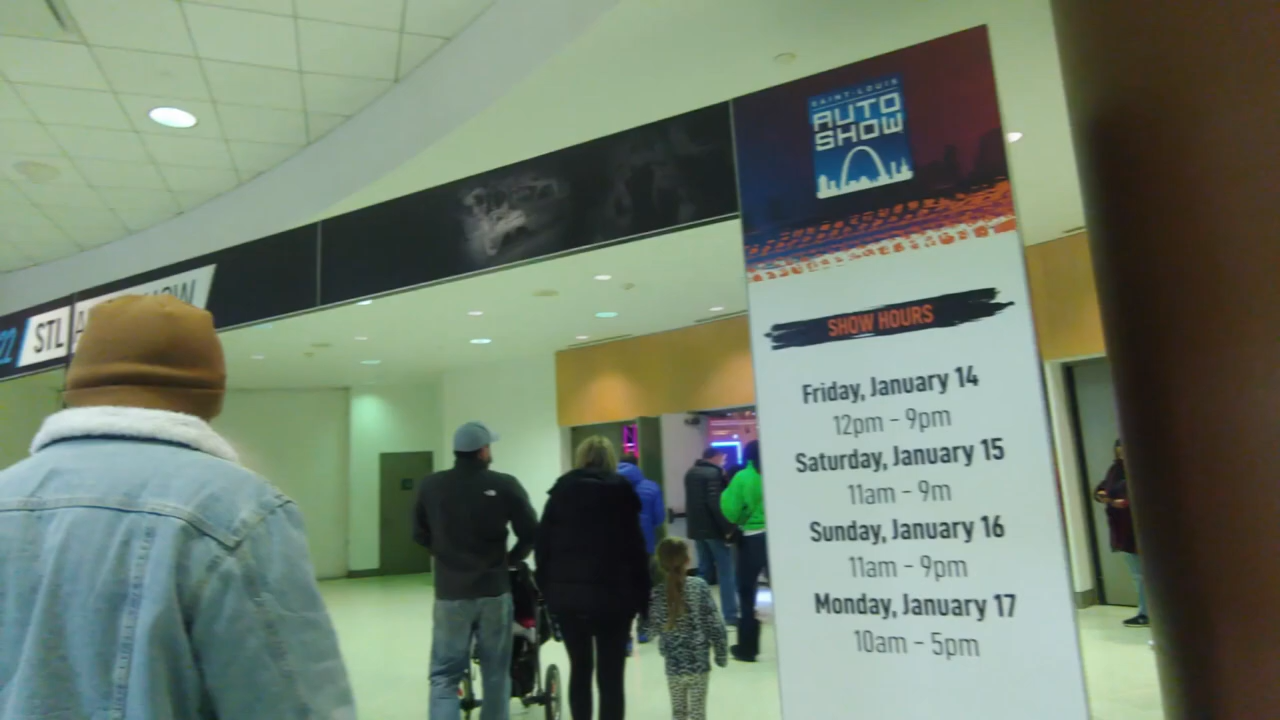 STL
SAINT-LOUIS
AUTO
SHOW
SHOW HOURS
Friday, January 14
12pm - 9pm
Saturday, January 15
11am - 9m
Sunday, January 16
11am - 9pm
Monday, January 17
10am - 5pm